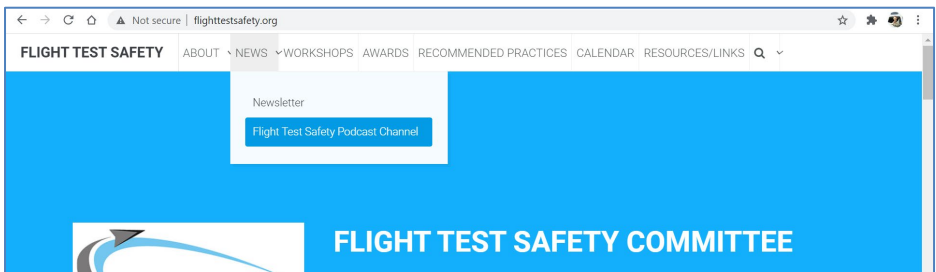 Not secure | flighttestsafety.org
FLIGHT TEST SAFETY ABOUT NEWS WORKSHOPS AWARDS RECOMMENDED PRACTICES CALENDAR RESOURCES/LINKS
Newsletter
Flight Test Safety Podcast Channel
FLIGHT TEST SAFETY COMMITTEE